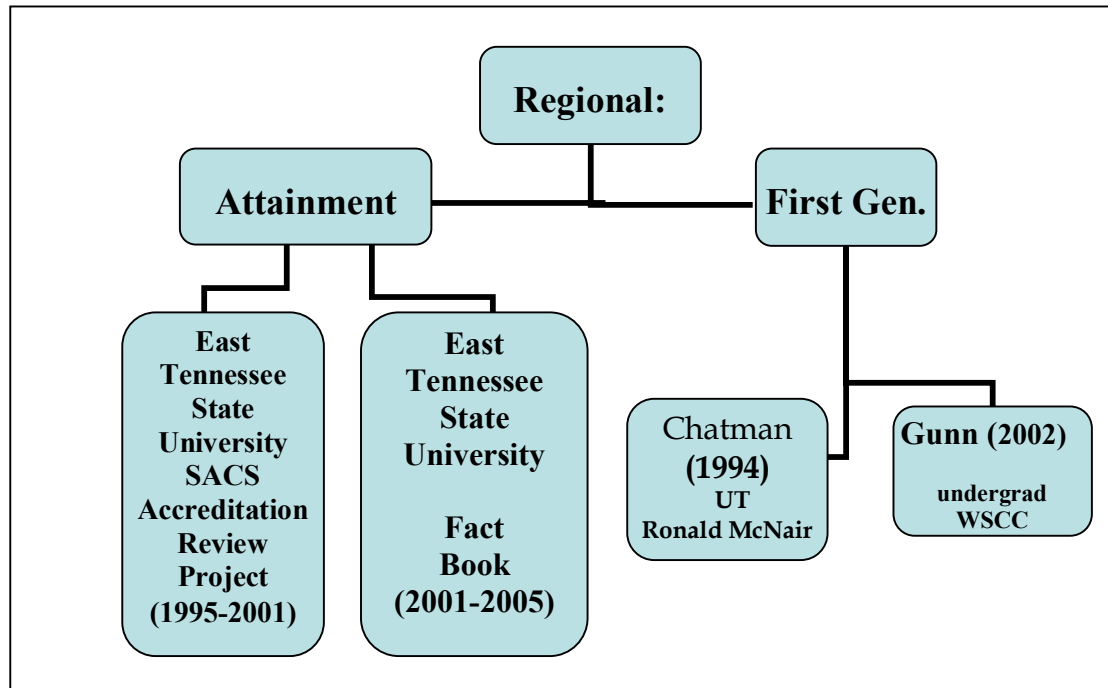 Regional:
Attainment
First Gen.
East
Tennessee
State
University
SACS
Accreditation
Review
Project
(1995-2001)
East
Tennessee
State
University
Fact
Book
(2001-2005)
Chatman
(1994)
UT
Ronald McNair
Gunn (2002)
undergrad
WSCC